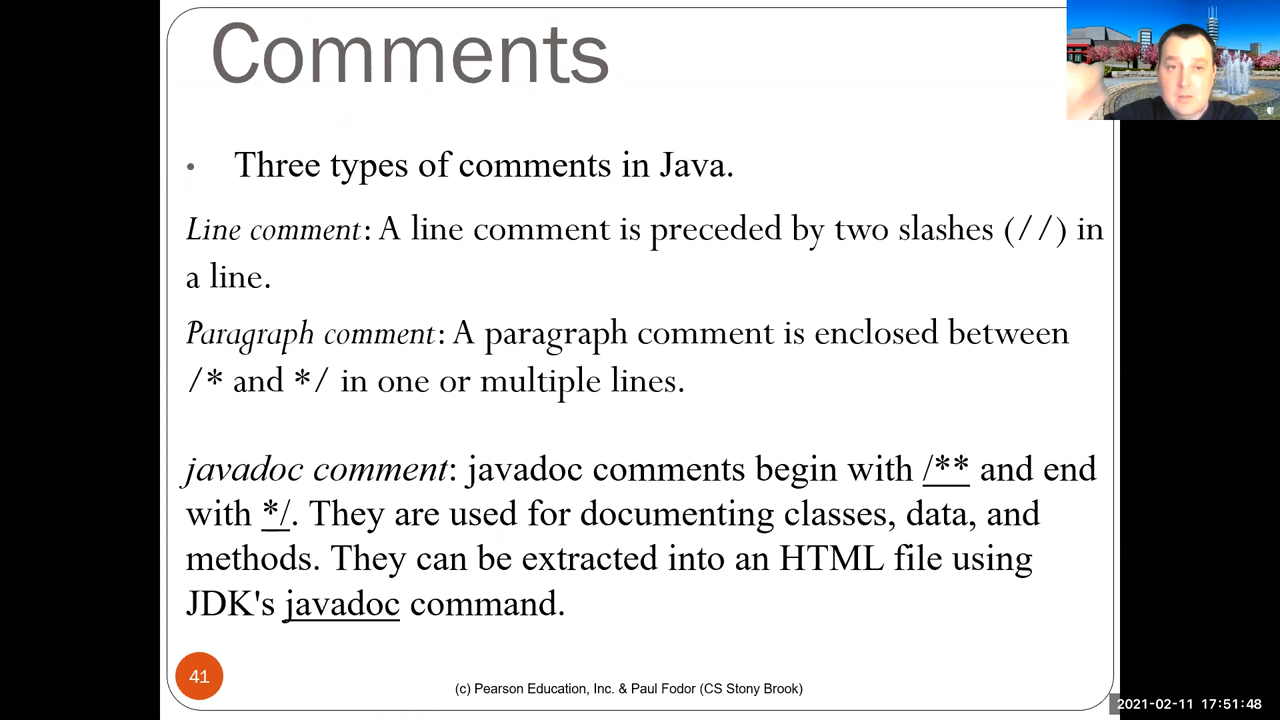 Comments
• Three types of comments in Java.
Line comment: A line comment is preceded by two slashes (//) in
a line.
Paragraph comment: A paragraph comment is enclosed between
/* and */ in one or multiple lines.
javadoc comment: javadoc comments begin with /** and end
with */. They are used for documenting classes, data, and
methods. They can be extracted into an HTML file using
JDK's javadoc command.
41
(c) Pearson Education, Inc. & Paul Fodor (CS Stony Brook)
2021-02-11 17:51:48